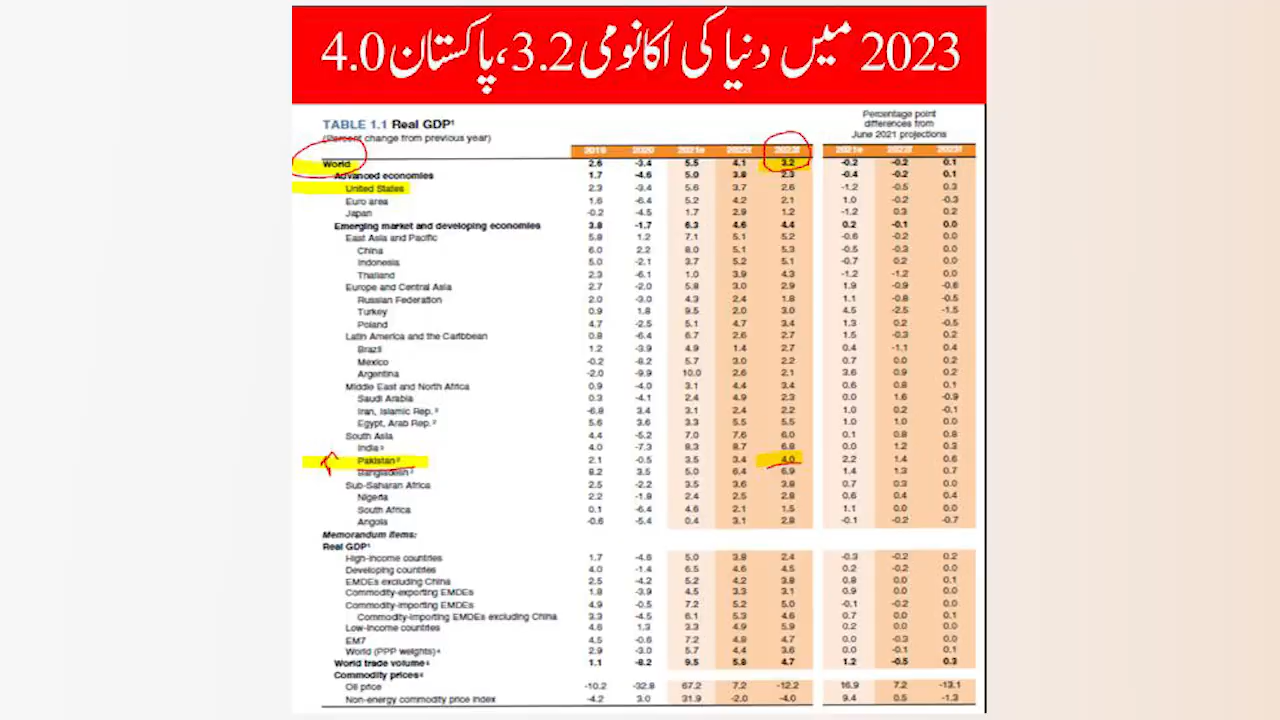 2023 میں دنیا کی اکانومی 3.2، پاکستان 4.0
Percentage point
differences from
TABLE 1.1 Real GDP¹
June 2021 projections
(Percent change from previous year)
2019 2020 2021e 2022f 2023f 2021e 2022f 2023f
World 2.6 -3.4 5.5 4.1 3.2 -0.2 -0.2 0.1
Advanced economies 1.7 -4.6 5.0 3.8 2.3 -0.4 -0.2 0.1
United States 2.3 -3.4 5.6 3.7 2.6 -1.2 -0.5 0.3
Euro area 1.6 -6.4 5.2 4.2 2.1 1.0 -0.2 -0.3
Japan -0.2 -4.5 1.7 2.9 1.2 -1.2 0.3 0.2
Emerging market and developing economies 3.8 -1.7 6.3 4.6 4.4 0.2 -0.1 0.0
East Asia and Pacific 5.8 1.2 7.1 5.1 5.2 -0.6 -0.2 0.0
China 6.0 2.2 8.0 5.1 5.3 -0.5 -0.3 0.0
Indonesia 5.0 -2.1 3.7 5.2 5.1 -0.7 0.2 0.0
Thailand 2.3 -6.1 1.0 3.9 4.3 -1.2 -1.2 0.0
Europe and Central Asia 2.7 -2.0 5.8 3.0 2.9 1.9 -0.9 -0.6
Russian Federation 2.0 -3.0 4.3 2.4 1.8 1.1 -0.8 -0.5
Turkey 0.9 1.8 9.5 2.0 3.0 4.5 -2.5 -1.5
Poland 4.7 -2.5 5.1 4.7 3.4 1.3 0.2 -0.5
Latin America and the Caribbean 0.8 -6.4 6.7 2.6 2.7 1.5 -0.3 0.2
Brazil 1.2 -3.9 4.9 1.4 2.7 0.4 -1.1 0.4
Mexico -0.2 -8.2 5.7 3.0 2.2 0.7 0.0 0.2
Argentina -2.0 -9.9 10.0 2.6 2.1 3.6 0.9 0.2
Middle East and North Africa 0.9 -4.0 3.1 4.4 3.4 0.6 0.8 0.1
Saudi Arabia 0.3 -4.1 2.4 4.9 2.3 0.0 1.6 -0.9
Iran, Islamic Rep. ² -6.8 3.4 3.1 2.4 2.2 1.0 0.2 -0.1
Egypt, Arab Rep. ² 5.6 3.6 3.3 5.5 5.5 1.0 1.0 0.0
South Asia 4.4 -5.2 7.0 7.6 6.0 0.1 0.8 0.8
India ³ 4.0 -7.3 8.3 8.7 6.8 0.0 1.2 0.3
Pakistan ² 2.1 -0.5 3.5 3.4 4.0 2.2 1.4 0.6
Bangladesh ² 8.2 3.5 5.0 6.4 6.9 1.4 1.3 0.7
Sub-Saharan Africa 2.5 -2.2 3.5 3.6 3.8 0.7 0.3 0.0
Nigeria 2.2 -1.8 2.4 2.5 2.8 0.6 0.4 0.4
South Africa 0.1 -6.4 4.6 2.1 1.5 1.1 0.0 0.0
Angola -0.6 -5.4 0.4 3.1 2.8 -0.1 -0.2 -0.7
Memorandum items:
Real GDP¹
High-income countries 1.7 -4.6 5.0 3.8 2.4 -0.3 -0.2 0.2
Developing countries 4.0 -1.4 6.5 4.6 4.5 0.2 -0.2 0.0
EMDEs excluding China 2.5 -4.2 5.2 4.2 3.8 0.8 0.0 0.1
Commodity-exporting EMDEs 1.8 -3.9 4.5 3.3 3.1 0.9 0.0 0.0
Commodity-importing EMDEs 4.9 -0.5 7.2 5.2 5.0 -0.1 -0.2 0.0
Commodity-importing EMDEs excluding China 3.3 -4.5 6.1 5.3 4.6 0.7 0.0 0.1
Low-income countries 4.6 1.3 3.3 4.9 5.9 0.2 0.0 0.0
EM7 4.5 -0.6 7.2 4.8 4.7 0.0 -0.3 0.0
World (PPP weights) ⁴ 2.9 -3.0 5.7 4.4 3.6 0.0 -0.1 0.1
World trade volume ⁵ 1.1 -8.2 9.5 5.8 4.7 1.2 -0.5 0.3
Commodity prices ⁶
Oil price -10.2 -32.8 67.2 7.2 -12.2 16.9 7.2 -13.1
Non-energy commodity price index -4.2 3.0 31.9 -2.0 -4.0 9.4 0.5 -1.3